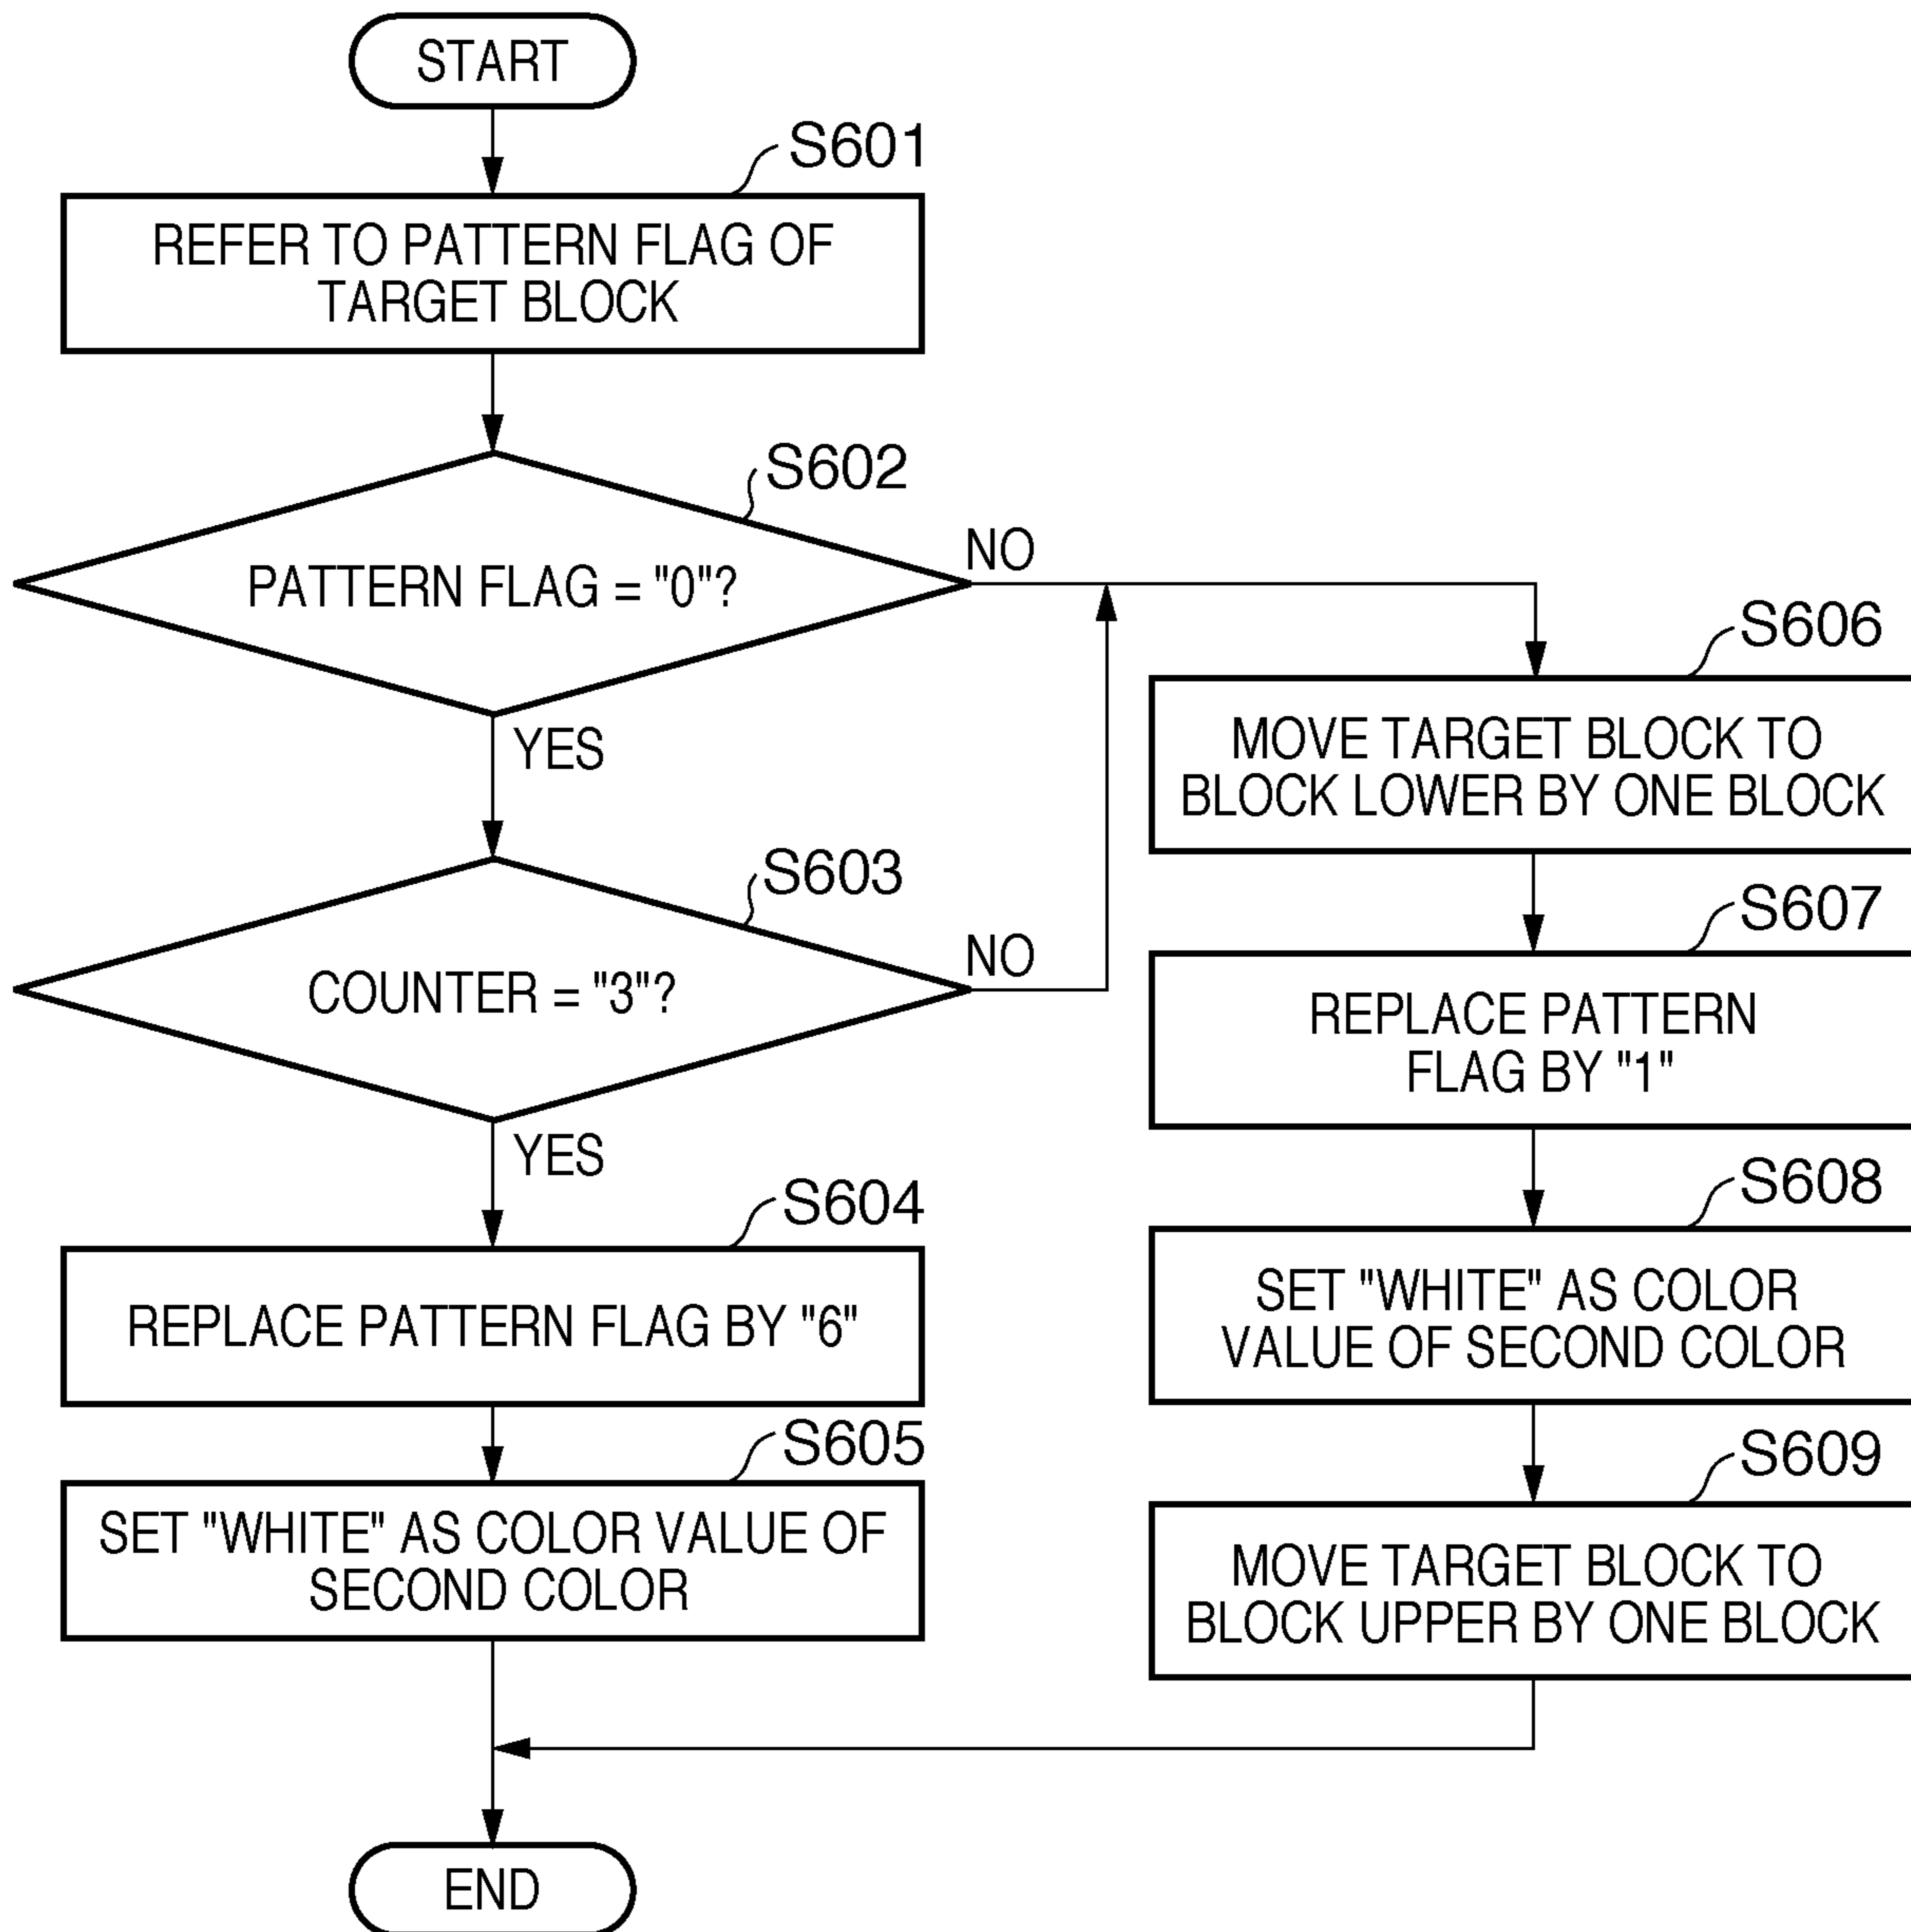 START
S601
REFER TO PATTERN FLAG OF
TARGET BLOCK
S602
PATTERN FLAG = "0"?
NO
YES
S603
COUNTER = "3"?
NO
YES
S604
REPLACE PATTERN FLAG BY "6"
S605
SET "WHITE" AS COLOR VALUE OF
SECOND COLOR
S606
MOVE TARGET BLOCK TO
BLOCK LOWER BY ONE BLOCK
S607
REPLACE PATTERN
FLAG BY "1"
S608
SET "WHITE" AS COLOR
VALUE OF SECOND COLOR
S609
MOVE TARGET BLOCK TO
BLOCK UPPER BY ONE BLOCK
END